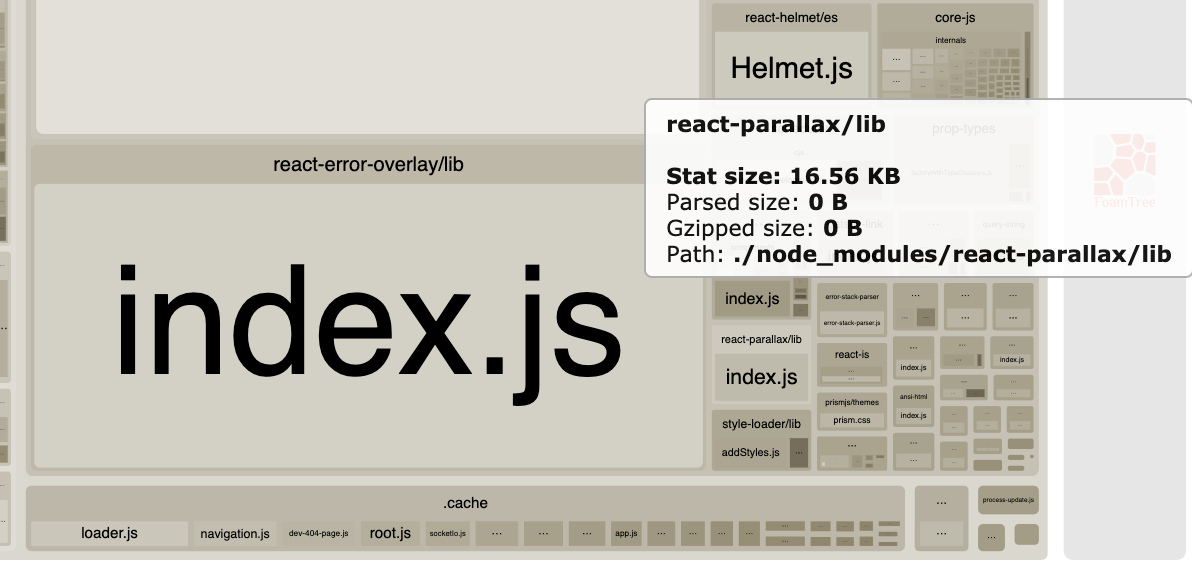 react-helmet/es
core-js
internals
Helmet.js
react-parallax/lib
prop-types
Stat size: 16.56 KB
Parsed size: 0 B
Gzipped size: 0 B
Path: ./node_modules/react-parallax/lib
FoamTree
react-error-overlay/lib
index.js
index.js
error-stack-parser
error-stack-parser.js
react-parallax/lib
index.js
react-is
index.js
index.js
prismjs/themes
prism.css
ansi-html
index.js
style-loader/lib
addStyles.js
...
.cache
loader.js
navigation.js
dev-404-page.js
root.js
socketIo.js
...
...
...
app.js
...
...
...
...
process-update.js
...